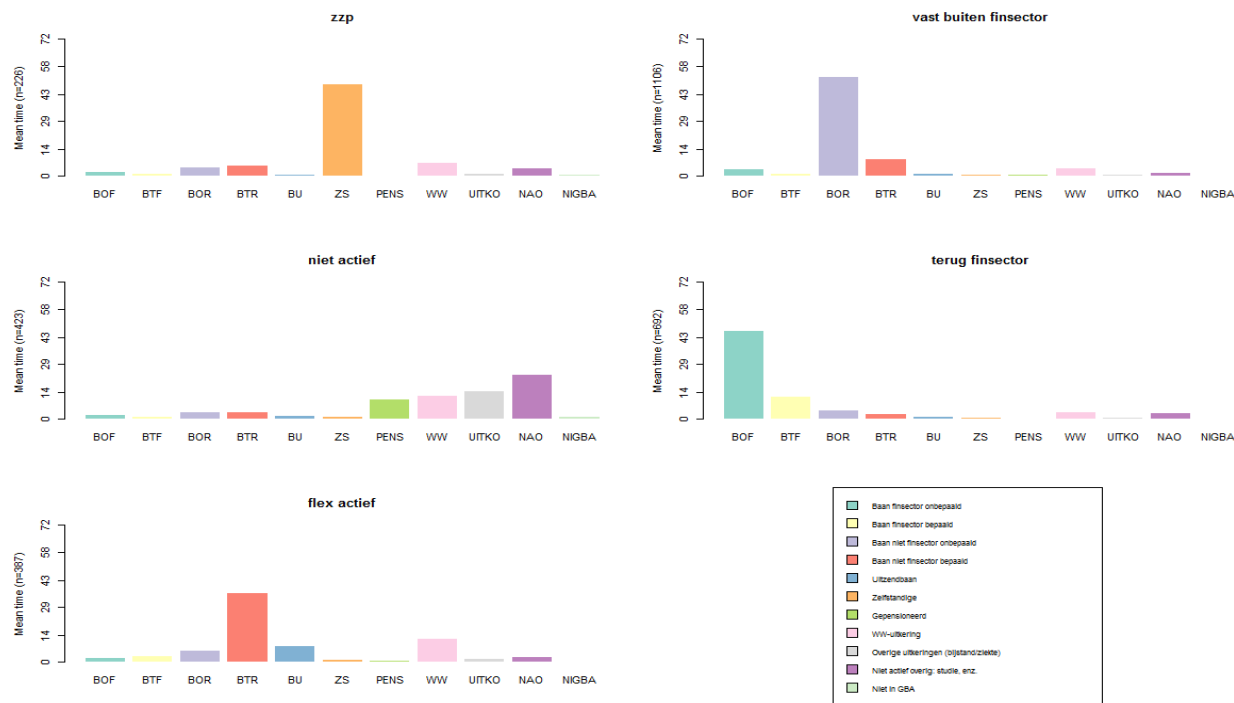 zzp
72
58
43
29
14
0
Mean time (n=226)
BOF BTF BOR BTR BU ZS PENS WW UITKO NAO NIGBA
vast buiten finsector
72
58
43
29
14
0
Mean time (n=1106)
BOF BTF BOR BTR BU ZS PENS WW UITKO NAO NIGBA
niet actief
72
58
43
29
14
0
Mean time (n=423)
BOF BTF BOR BTR BU ZS PENS WW UITKO NAO NIGBA
terug finsector
72
58
43
29
14
0
Mean time (n=692)
BOF BTF BOR BTR BU ZS PENS WW UITKO NAO NIGBA
flex actief
72
58
43
29
14
0
Mean time (n=387)
BOF BTF BOR BTR BU ZS PENS WW UITKO NAO NIGBA
Baan finsector onbepaald
Baan finsector bepaald
Baan niet finsector onbepaald
Baan niet finsector bepaald
Uitzendbaan
Zelfstandige
Gepensioneerd
WW-uitkering
Overige uitkeringen (bijstand/ziekte)
Niet actief overig: studie, enz.
Niet in GBA